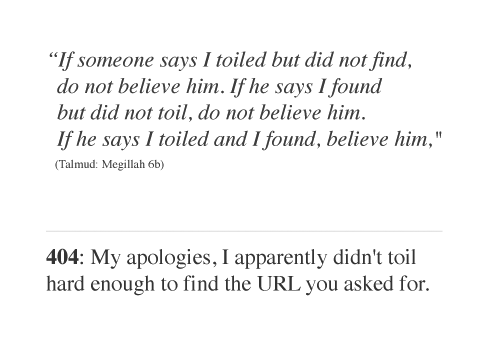 “If someone says I toiled but did not find,
do not believe him. If he says I found
but did not toil, do not believe him.
If he says I toiled and I found, believe him,"
(Talmud: Megillah 6b)
404: My apologies, I apparently didn't toil
hard enough to find the URL you asked for.